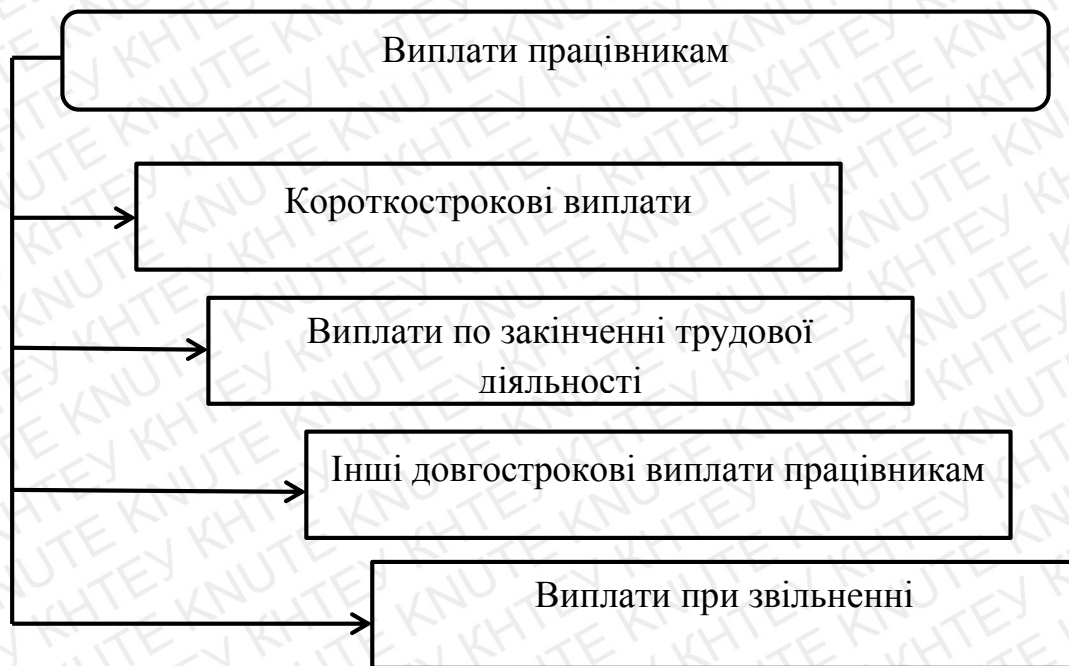 Виплати працівникам
Короткострокові виплати
Виплати по закінченні трудової
діяльності
Інші довгострокові виплати працівникам
Виплати при звільненні